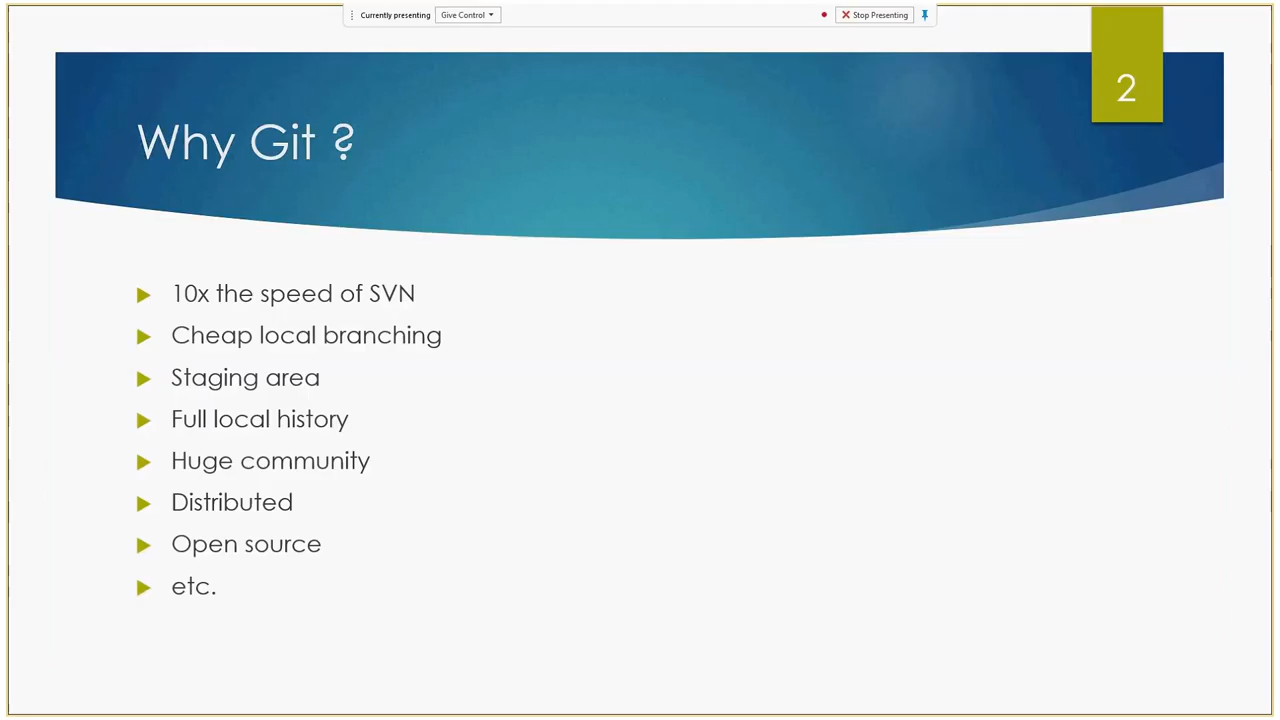 Currently presenting Give Control Stop Presenting
2
Why Git ?
10x the speed of SVN
Cheap local branching
Staging area
Full local history
Huge community
Distributed
Open source
etc.